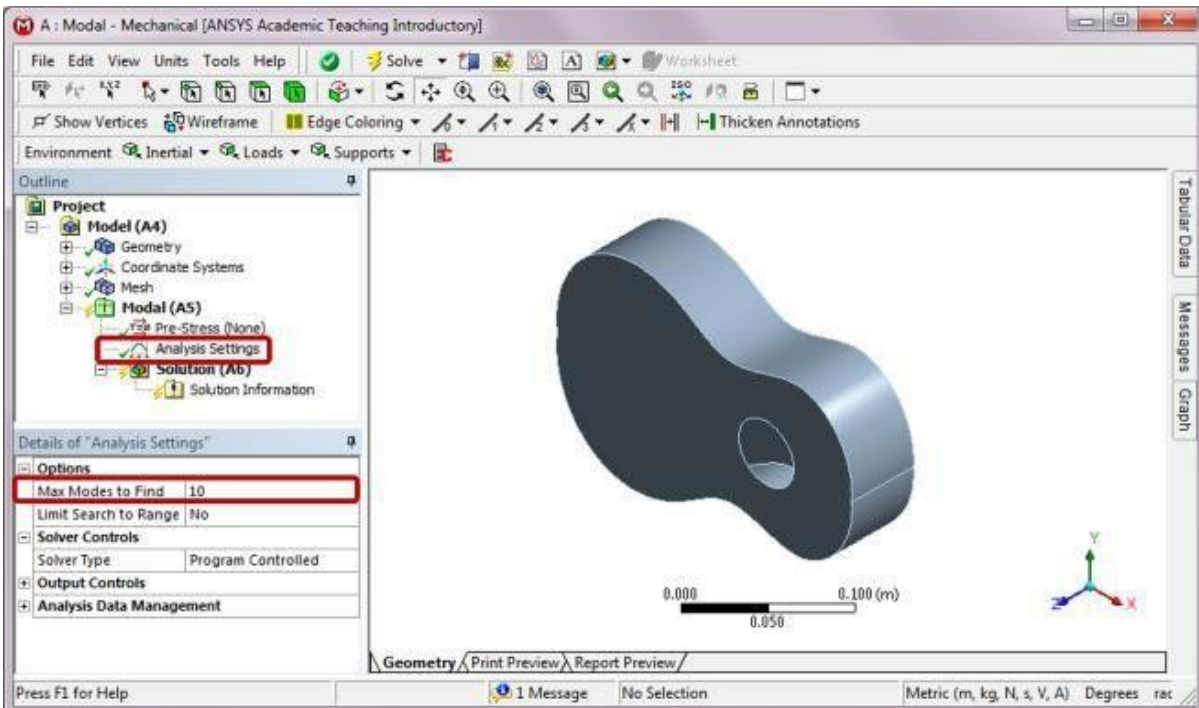 A : Modal - Mechanical [ANSYS Academic Teaching Introductory]
File Edit View Units Tools Help Solve Worksheet
Show Vertices Wireframe Edge Coloring Thicken Annotations
Environment Inertial Loads Supports
Outline
Project
Model (A4)
Geometry
Coordinate Systems
Mesh
Modal (A5)
Pre-Stress (None)
Analysis Settings
Solution (A6)
Solution Information
Details of "Analysis Settings"
Options
Max Modes to Find 10
Limit Search to Range No
Solver Controls
Solver Type Program Controlled
Output Controls
Analysis Data Management
0.000 0.100 (m)
0.050
Y
Z X
Geometry Print Preview Report Preview
Tabular Data
Messages
Graph
Press F1 for Help 1 Message No Selection Metric (m, kg, N, s, V, A) Degrees rac